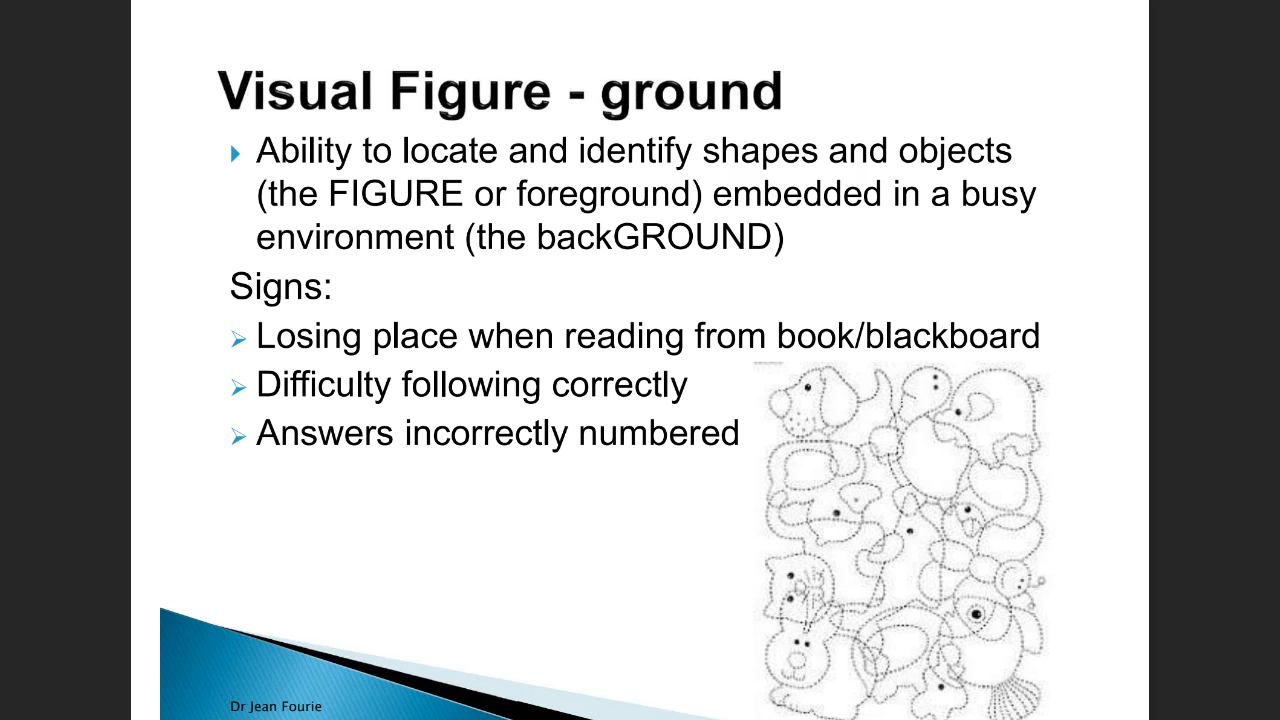 Visual Figure - ground
Ability to locate and identify shapes and objects
(the FIGURE or foreground) embedded in a busy
environment (the backGROUND)
Signs:
Losing place when reading from book/blackboard
Difficulty following correctly
Answers incorrectly numbered
Dr Jean Fourie